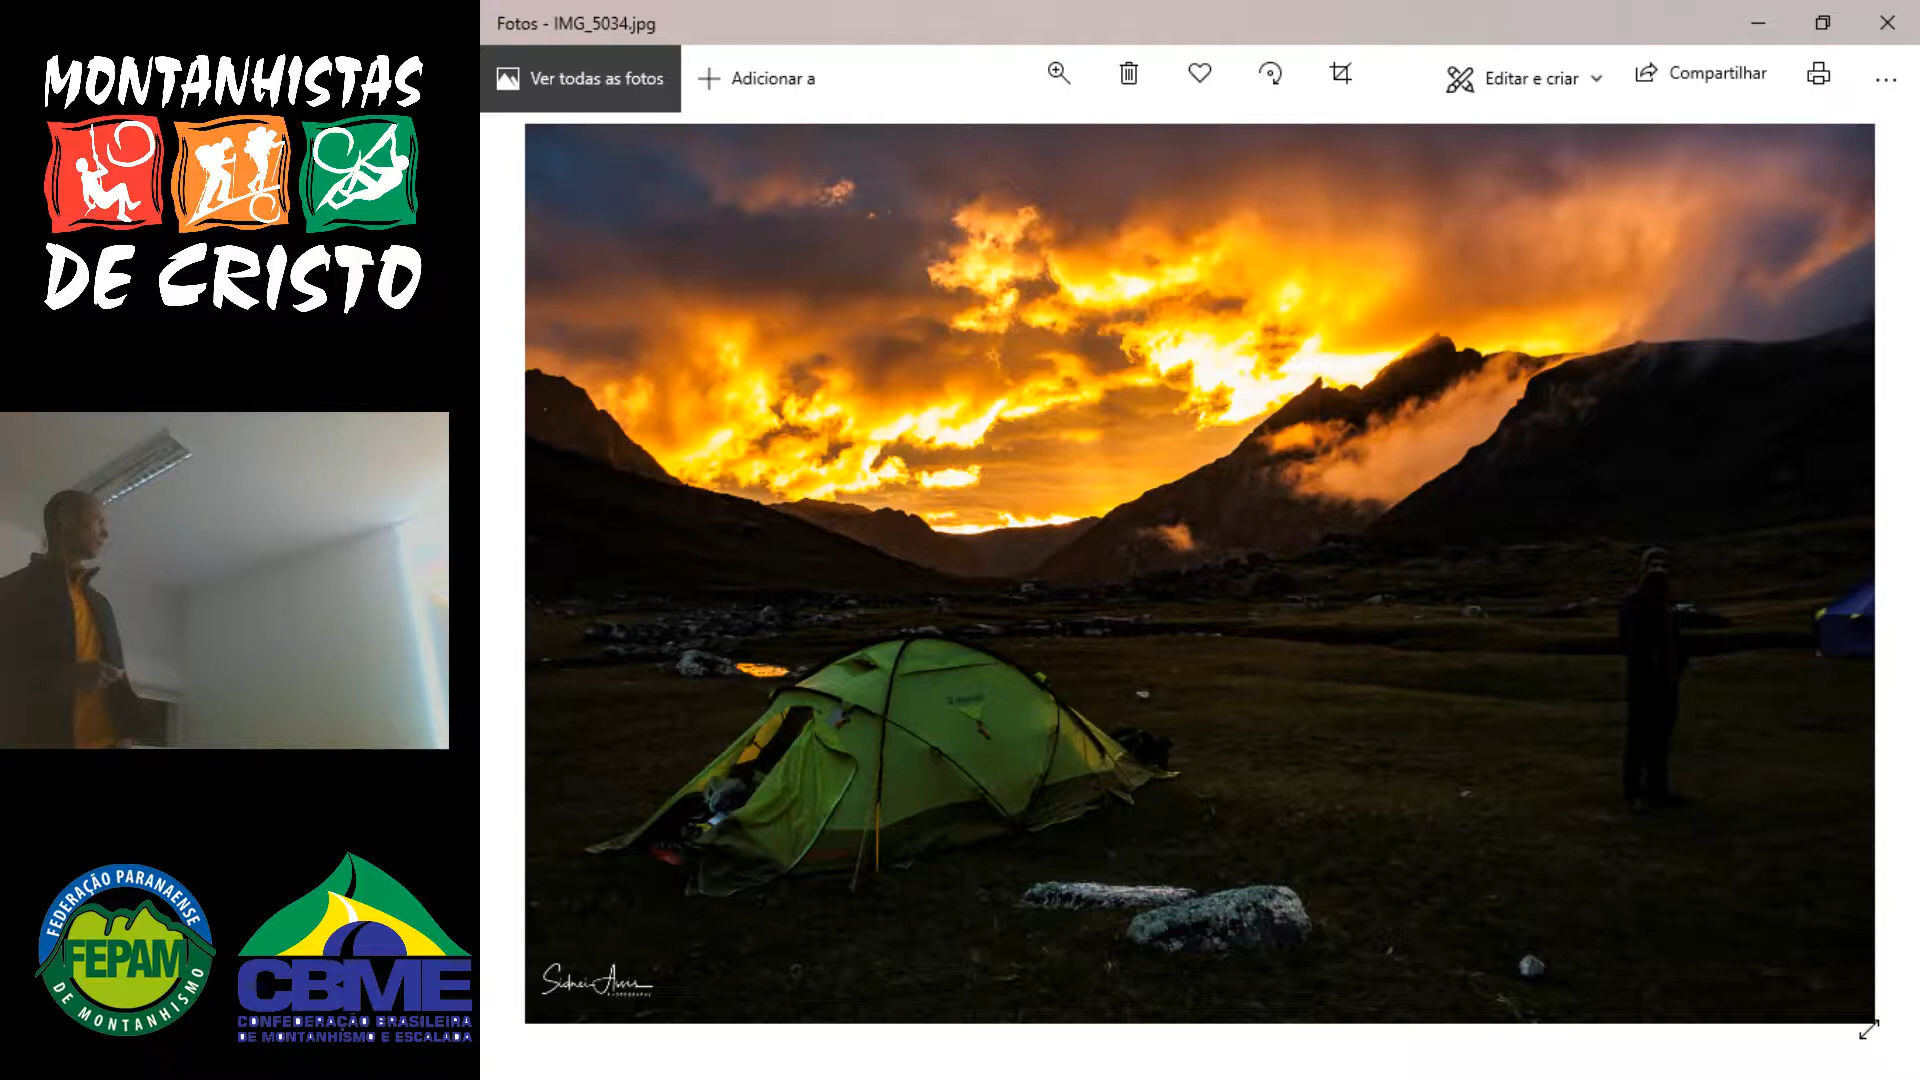 MONTANHISTAS
DE CRISTO
FEDERAÇÃO PARANAENSE
FEPAM
DE MONTANHISMO
CBME
CONFEDERAÇÃO BRASILEIRA
DE MONTANHISMO E ESCALADA
Fotos - IMG_5034.jpg
Ver todas as fotos
Adicionar a
Editar e criar
Compartilhar
PHOTOGRAPHY